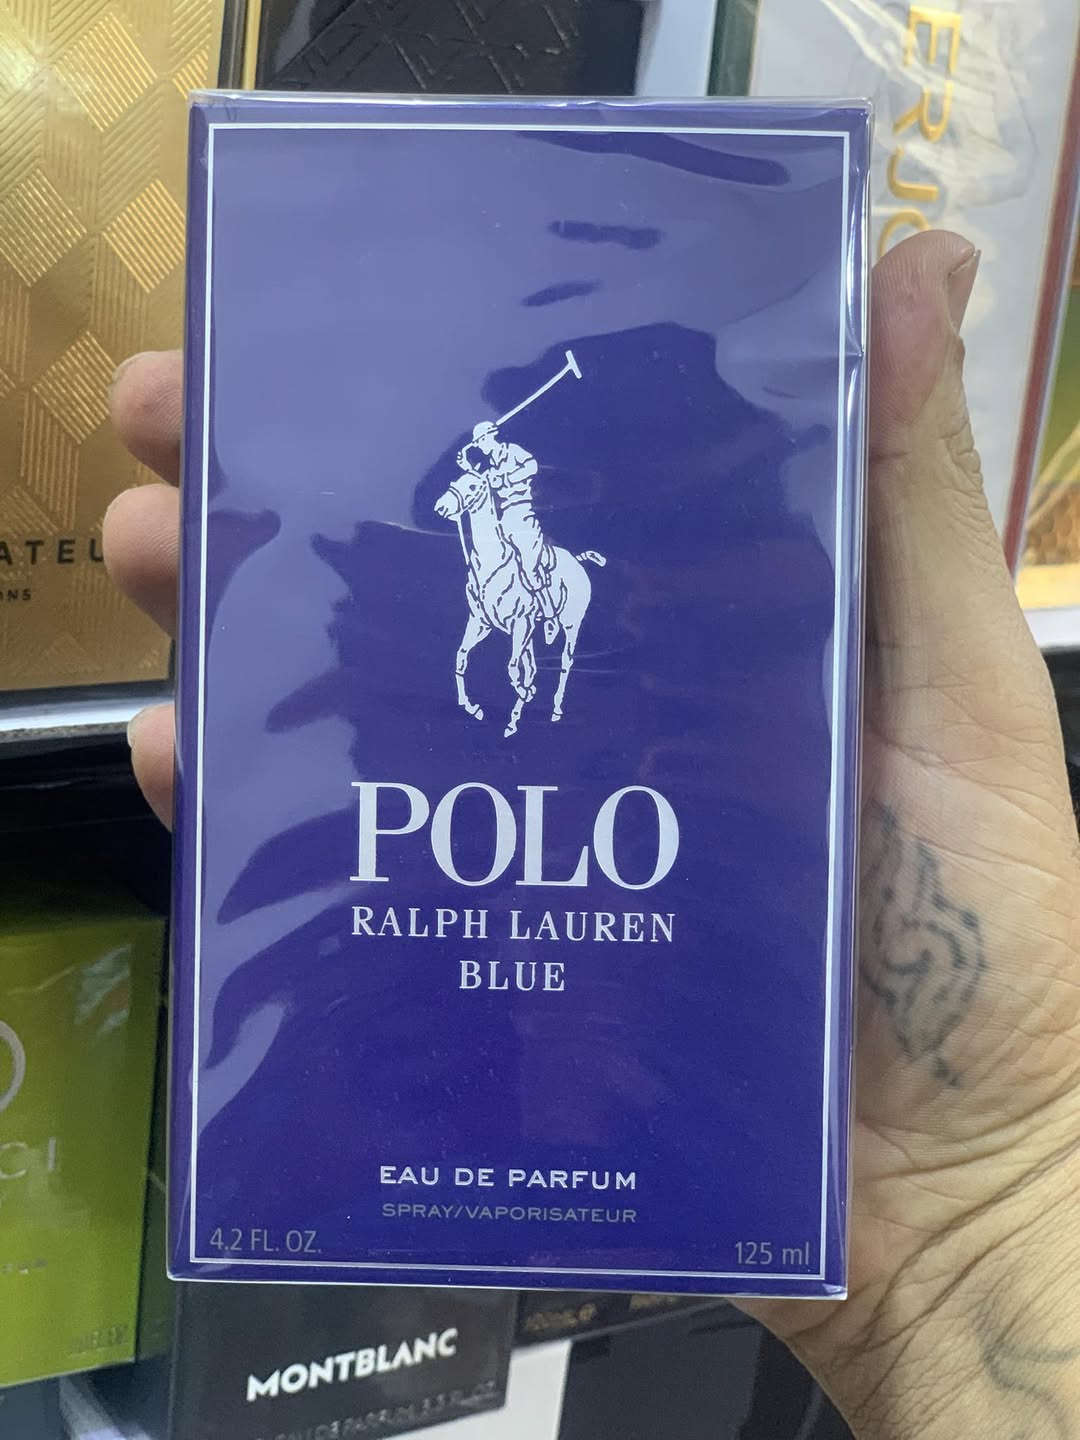 POLO
RALPH LAUREN
BLUE
EAU DE PARFUM
SPRAY/VAPORISATEUR
4.2 FL. OZ.
125 ml
MONTBLANC